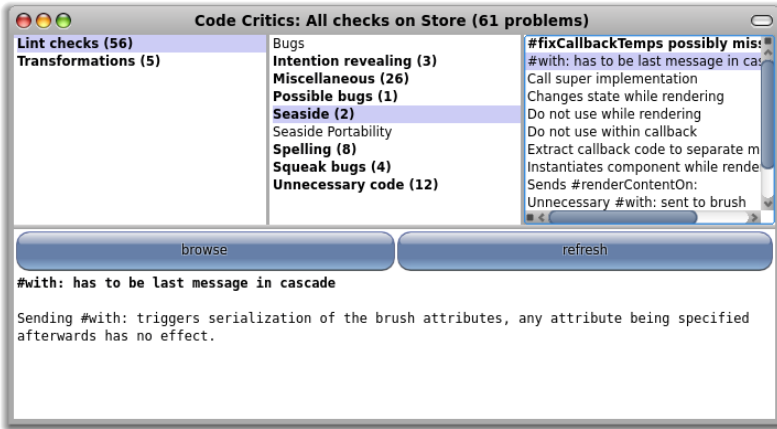 Code Critics: All checks on Store (61 problems)
Lint checks (56)
Transformations (5)
Bugs
Intention revealing (3)
Miscellaneous (26)
Possible bugs (1)
Seaside (2)
Seaside Portability
Spelling (8)
Squeak bugs (4)
Unnecessary code (12)
#fixCallbackTemps possibly miss
#with: has to be last message in cas
Call super implementation
Changes state while rendering
Do not use while rendering
Do not use within callback
Extract callback code to separate m
Instantiates component while rende
Sends #renderContentOn:
Unnecessary #with: sent to brush
browse
refresh
#with: has to be last message in cascade
Sending #with: triggers serialization of the brush attributes, any attribute being specified
afterwards has no effect.